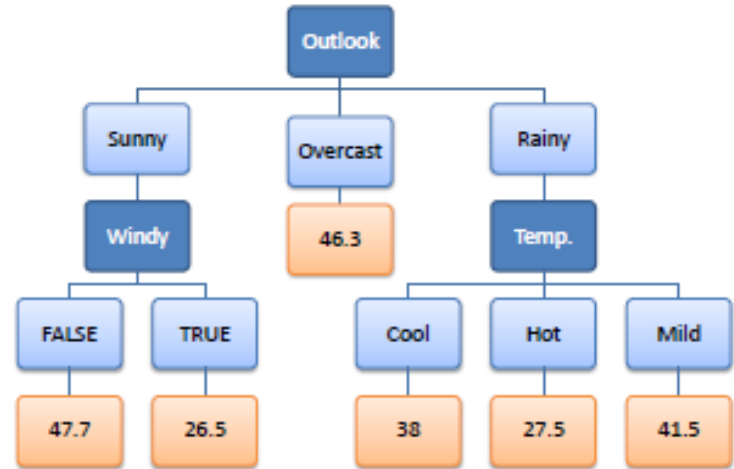 Outlook
Sunny
Overcast
Rainy
Windy
46.3
Temp.
FALSE
TRUE
Cool
Hot
Mild
47.7
26.5
38
27.5
41.5